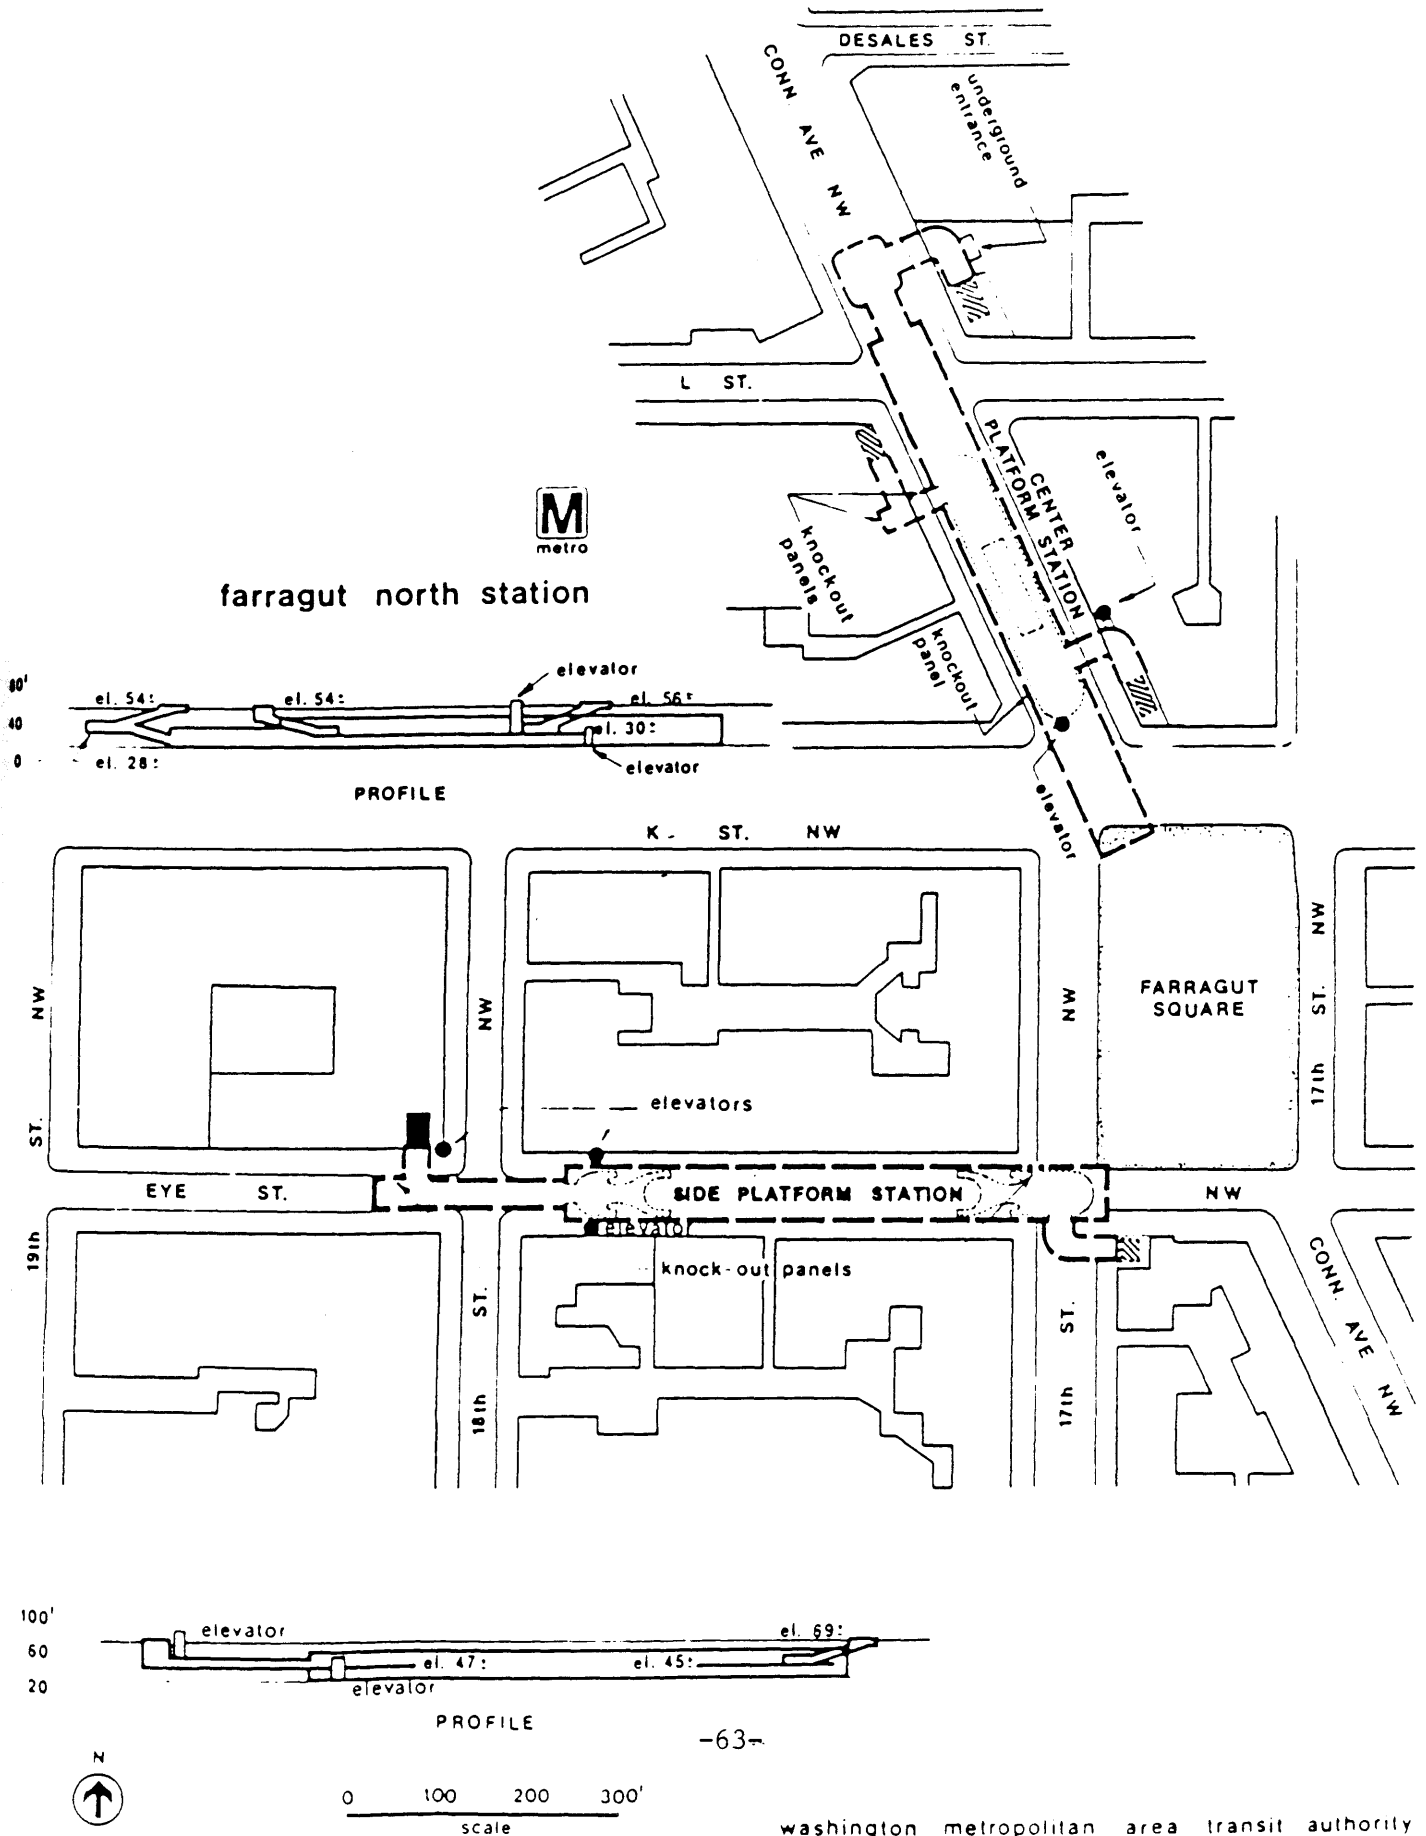 DESALES ST.
CONN. AVE NW
underground
entrance
L ST.
CENTER
PLATFORM STATION
elevator
M
metro
knockout
panels
farragut north station
knockout
panel
elevator
80'
el. 54±
el. 54±
el. 56±
40
el. 30±
0
el. 28±
elevator
PROFILE
elevator
K ST. NW
NW
NW
NW
FARRAGUT
SQUARE
17th ST. NW
elevators
ST.
EYE ST.
SIDE PLATFORM STATION
NW
elevator
19th
knock-out panels
18th ST.
17th ST.
CONN. AVE NW
100'
elevator
el. 69±
60
el. 47±
el. 45±
20
elevator
PROFILE
-63-
N
0 100 200 300'
scale
washington metropolitan area transit authority